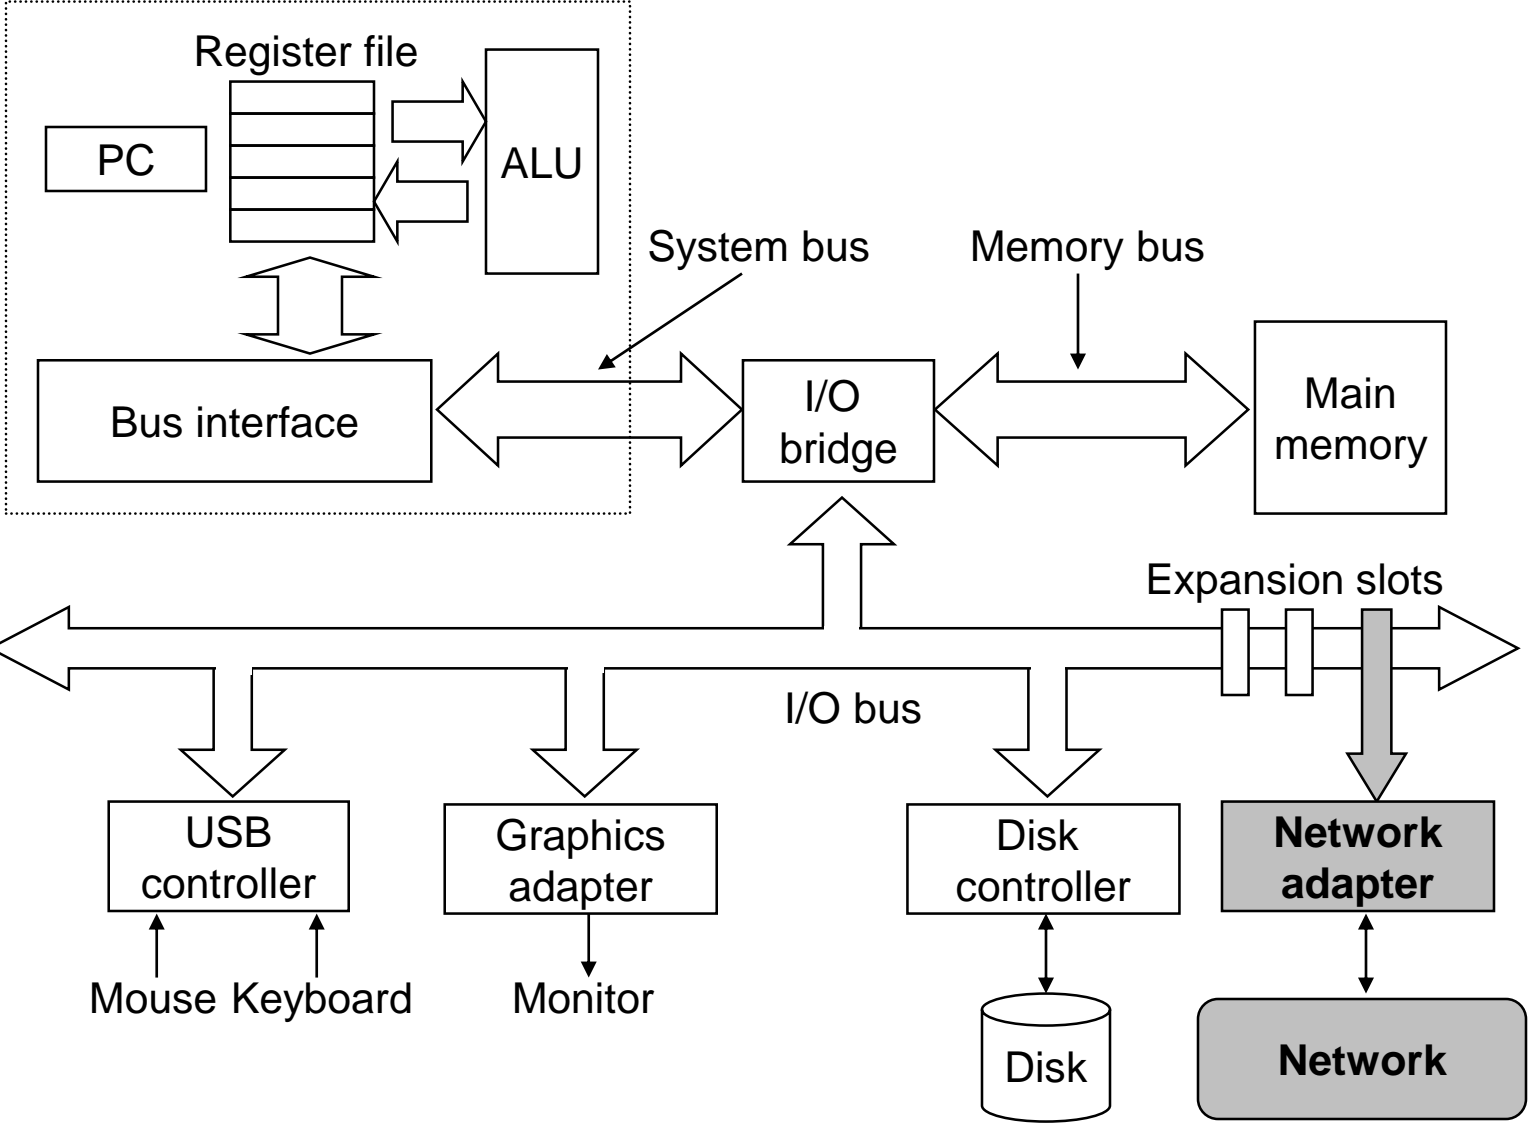 Register file
PC
ALU
System bus
Memory bus
Bus interface
I/O
bridge
Main
memory
Expansion slots
I/O bus
USB
controller
Graphics
adapter
Disk
controller
Network
adapter
Mouse
Keyboard
Monitor
Disk
Network